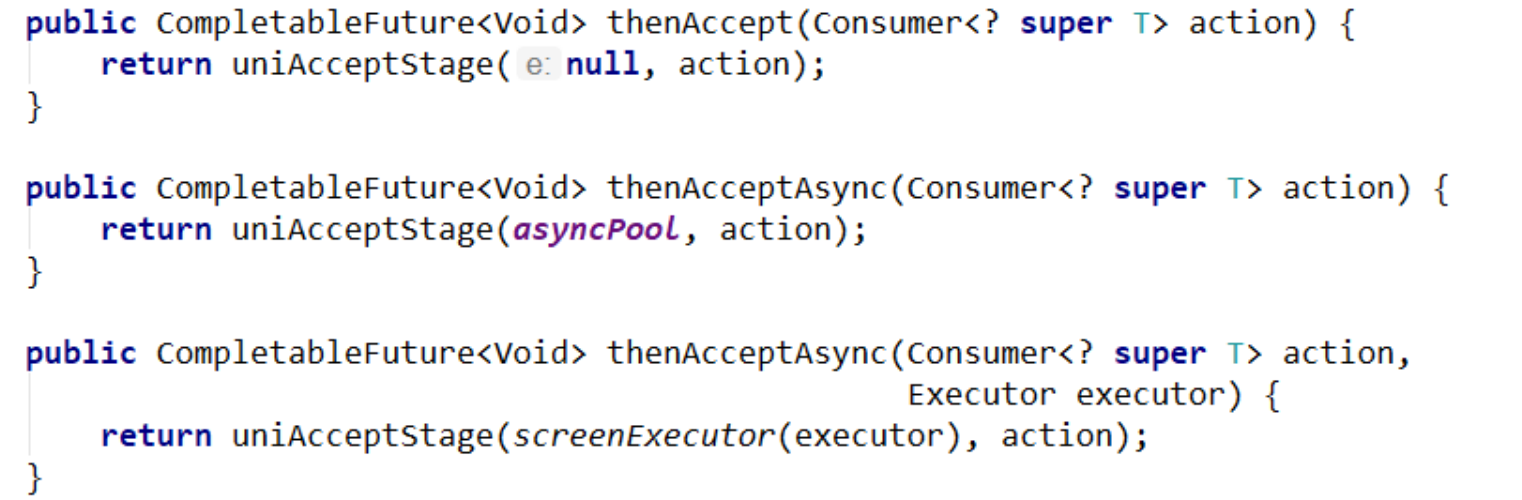 public CompletableFuture<Void> thenAccept(Consumer<? super T> action) {
return uniAcceptStage( e: null, action);
}
public CompletableFuture<Void> thenAcceptAsync(Consumer<? super T> action) {
return uniAcceptStage(asyncPool, action);
}
public CompletableFuture<Void> thenAcceptAsync(Consumer<? super T> action,
Executor executor) {
return uniAcceptStage(screenExecutor(executor), action);
}